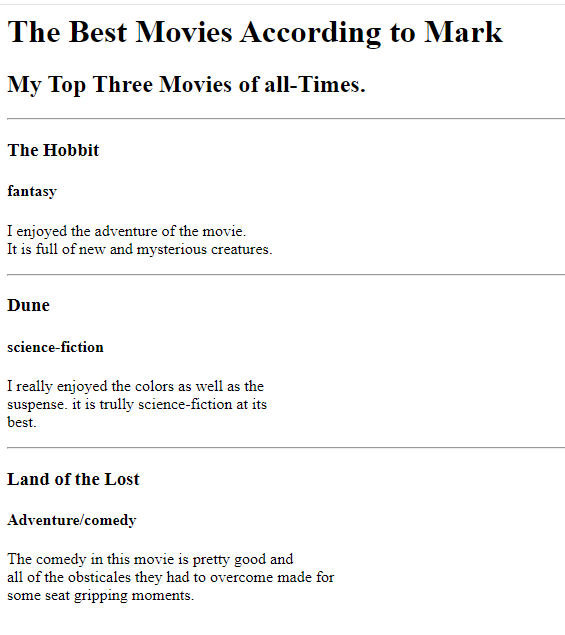 The Best Movies According to Mark
My Top Three Movies of all-Times.
The Hobbit
fantasy
I enjoyed the adventure of the movie.
It is full of new and mysterious creatures.
Dune
science-fiction
I really enjoyed the colors as well as the
suspense. it is trully science-fiction at its
best.
Land of the Lost
Adventure/comedy
The comedy in this movie is pretty good and
all of the obsticales they had to overcome made for
some seat gripping moments.